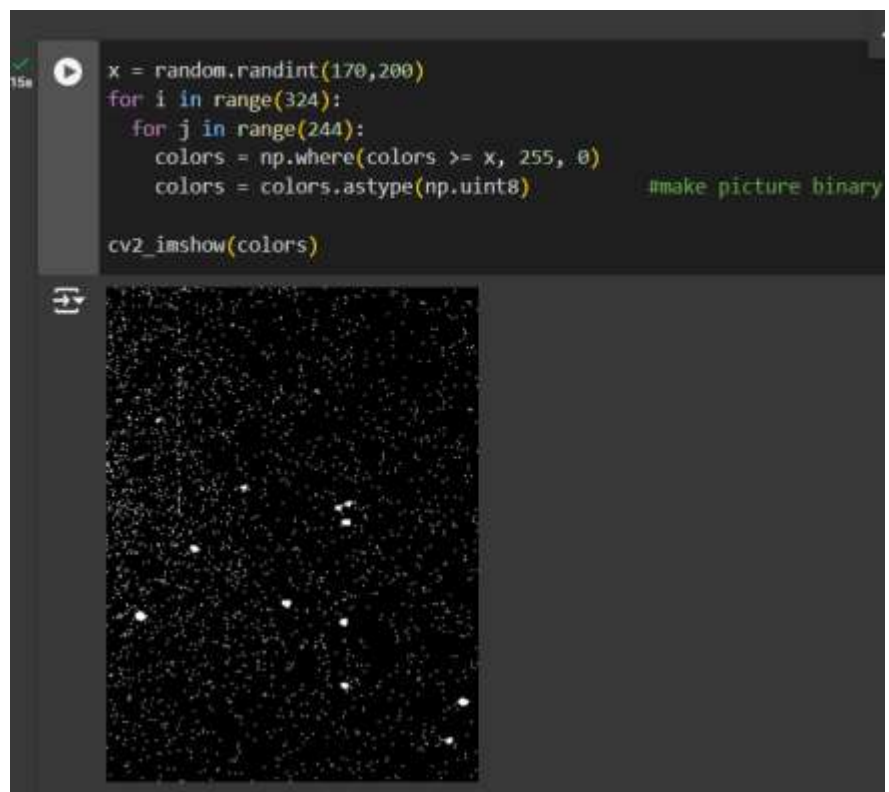 x = random.randint(170,200)
15s
for i in range(324):
for j in range(244):
colors = np.where(colors >= x, 255, 0)
colors = colors.astype(np.uint8) #make picture binary
cv2_imshow(colors)